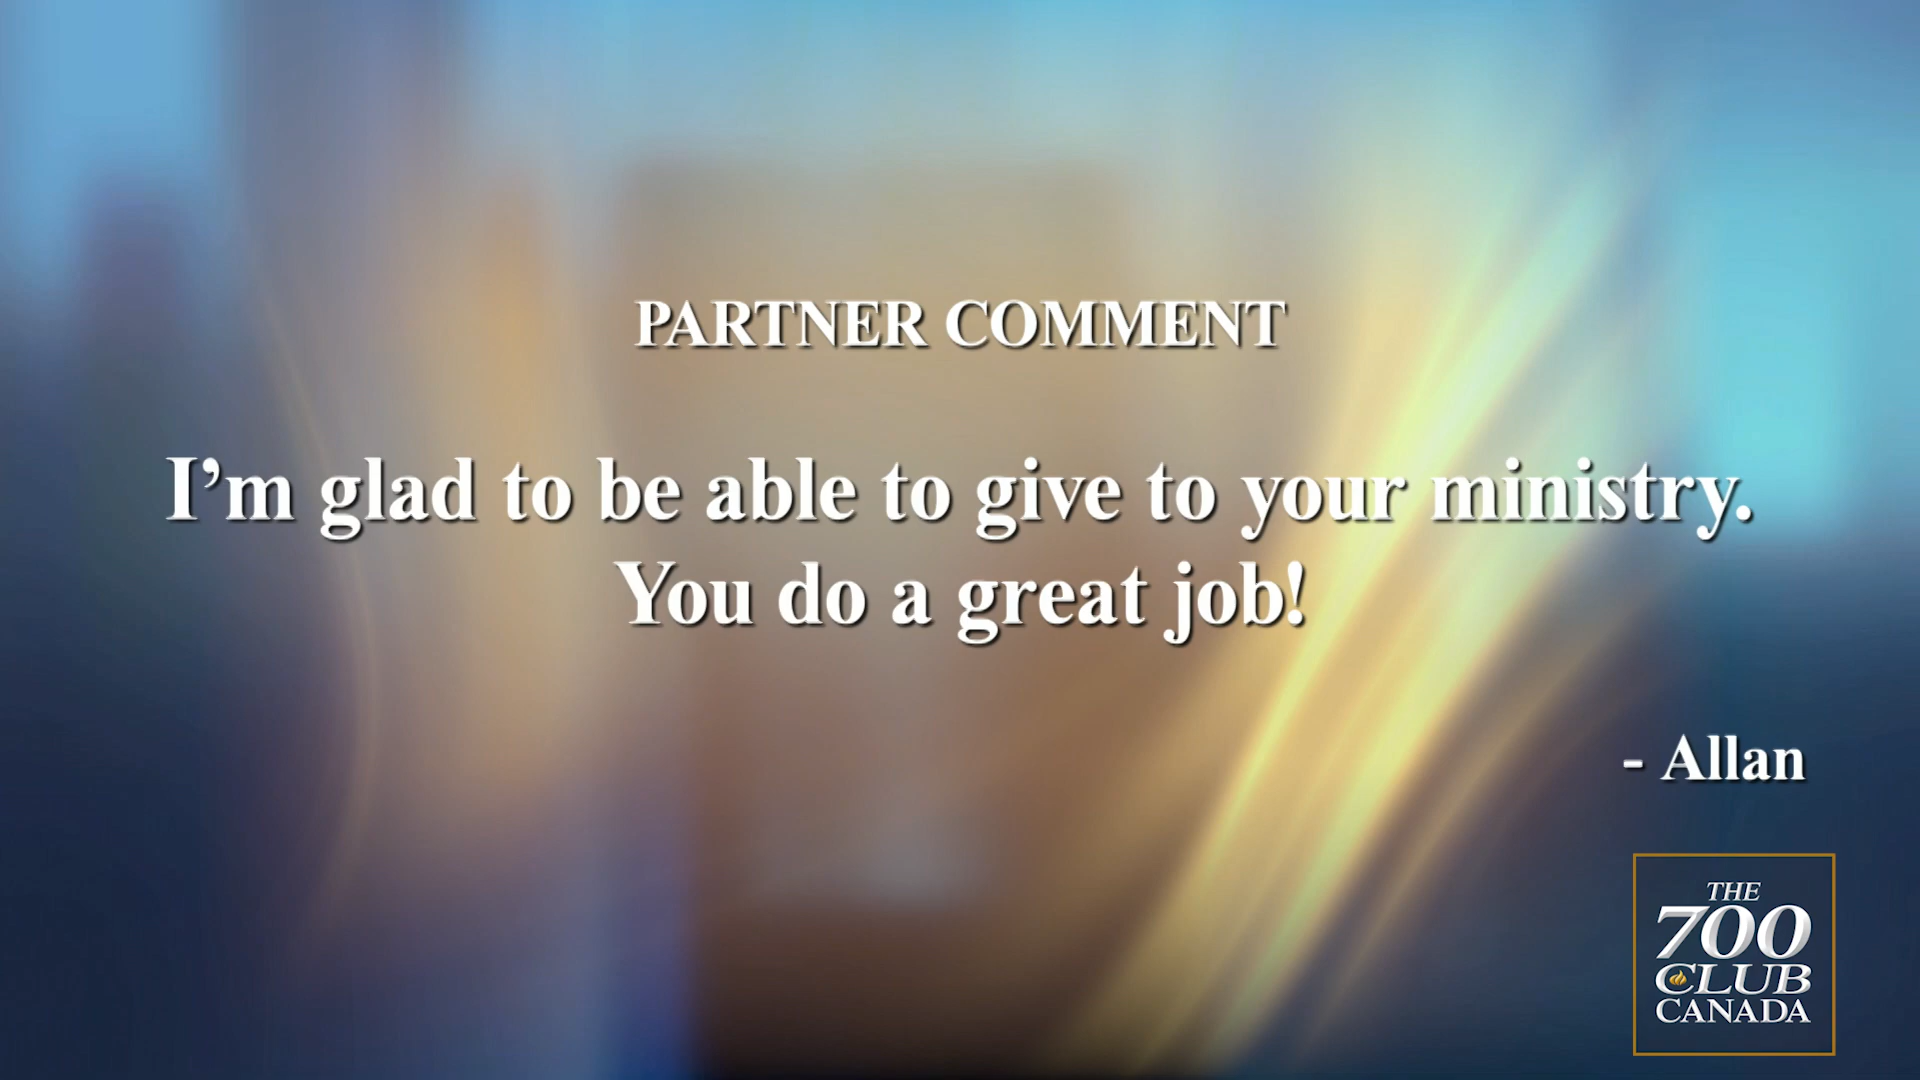 PARTNER COMMENT
I’m glad to be able to give to your ministry.
You do a great job!
- Allan
THE
700
CLUB
CANADA